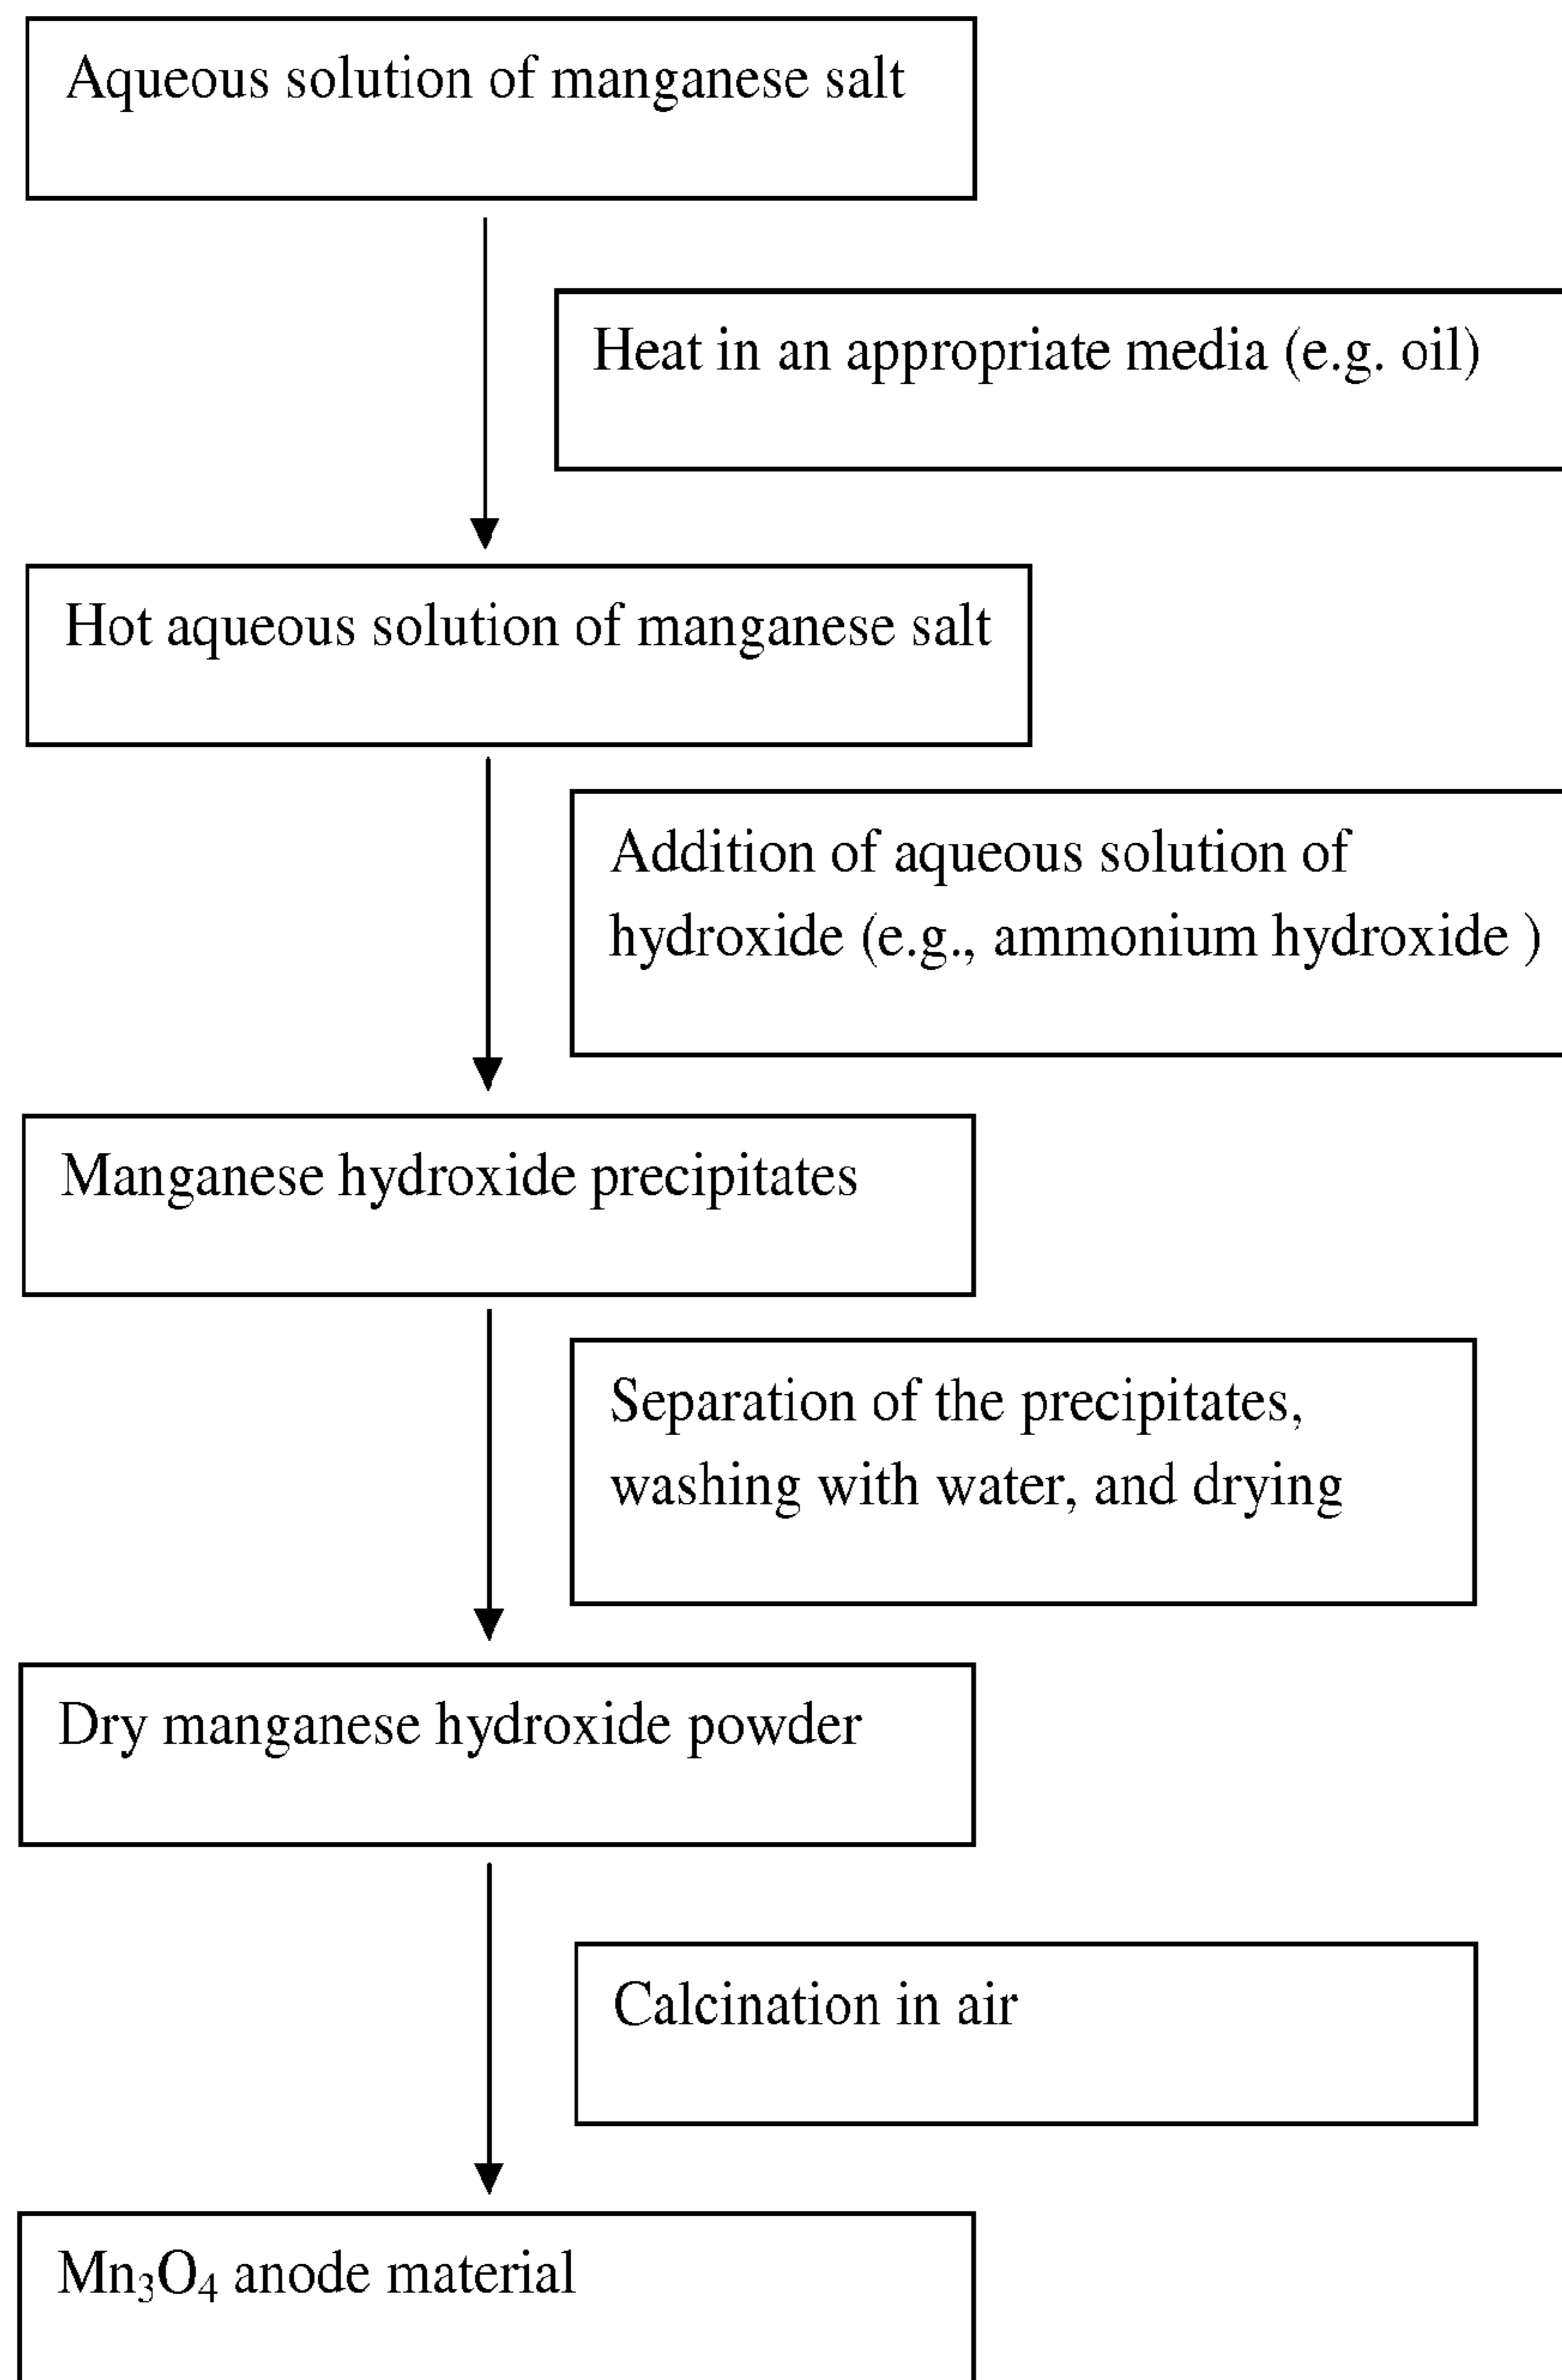 Aqueous solution of manganese salt
Heat in an appropriate media (e.g. oil)
Hot aqueous solution of manganese salt
Addition of aqueous solution of
hydroxide (e.g., ammonium hydroxide )
Manganese hydroxide precipitates
Separation of the precipitates,
washing with water, and drying
Dry manganese hydroxide powder
Calcination in air
Mn₃O₄ anode material